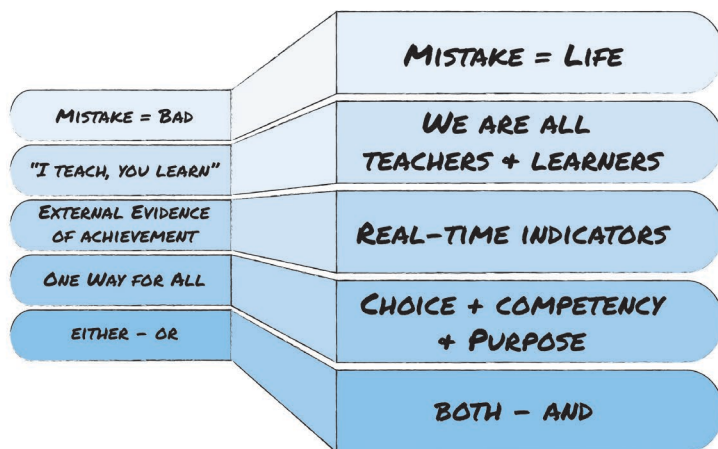 MISTAKE = BAD
"I TEACH, YOU LEARN"
EXTERNAL EVIDENCE
OF ACHIEVEMENT
ONE WAY FOR ALL
EITHER - OR
MISTAKE = LIFE
WE ARE ALL
TEACHERS & LEARNERS
REAL-TIME INDICATORS
CHOICE + COMPETENCY
& PURPOSE
BOTH - AND